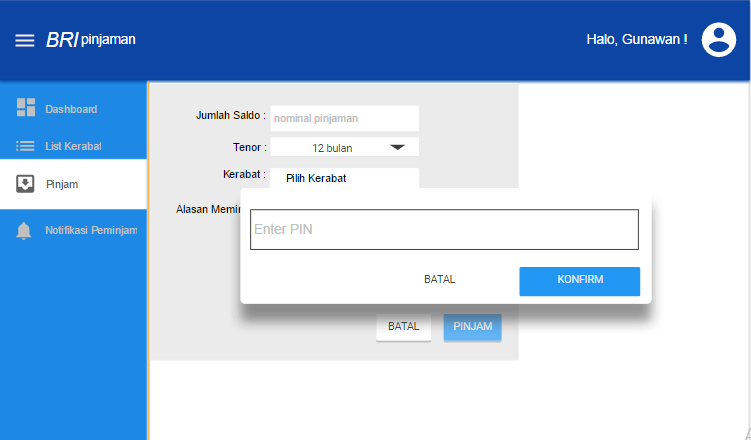 BRI pinjaman
Halo, Gunawan !
Dashboard
List Kerabat
Pinjam
Notifikasi Peminjam
Jumlah Saldo : nominal pinjaman
Tenor : 12 bulan
Kerabat : Pilih Kerabat
Alasan Memin
Enter PIN
BATAL KONFIRM
BATAL PINJAM